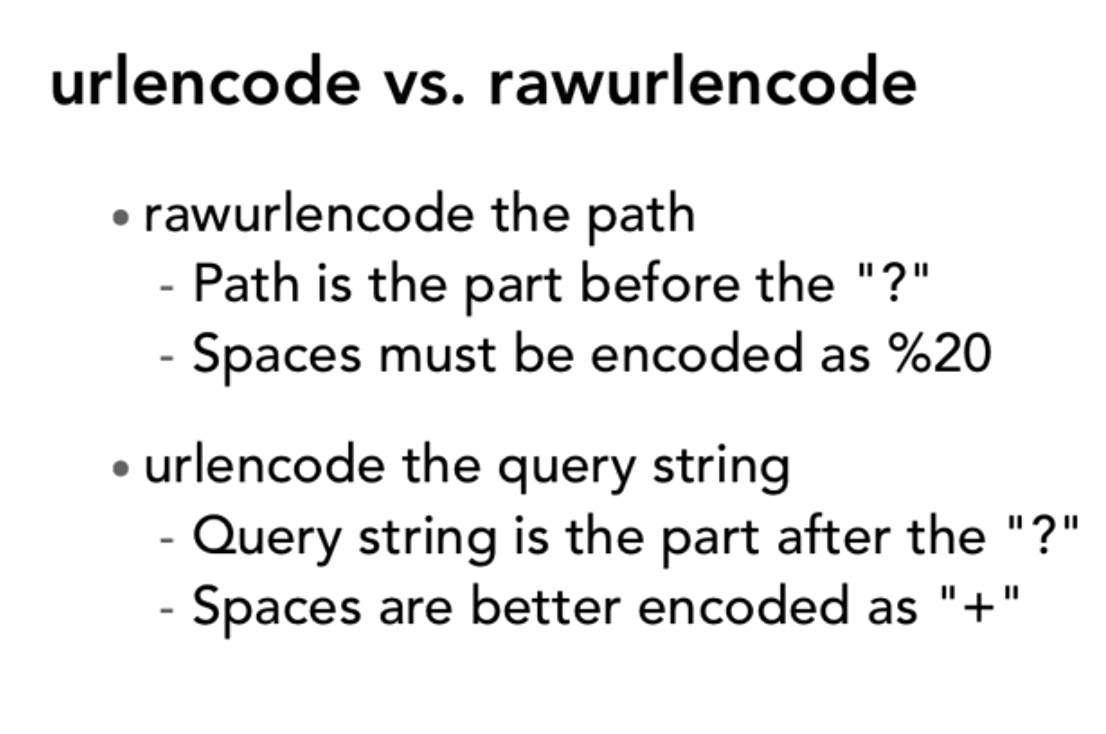 urlencode vs. rawurlencode
• rawurlencode the path
- Path is the part before the "?"
- Spaces must be encoded as %20
• urlencode the query string
- Query string is the part after the "?"
- Spaces are better encoded as "+"